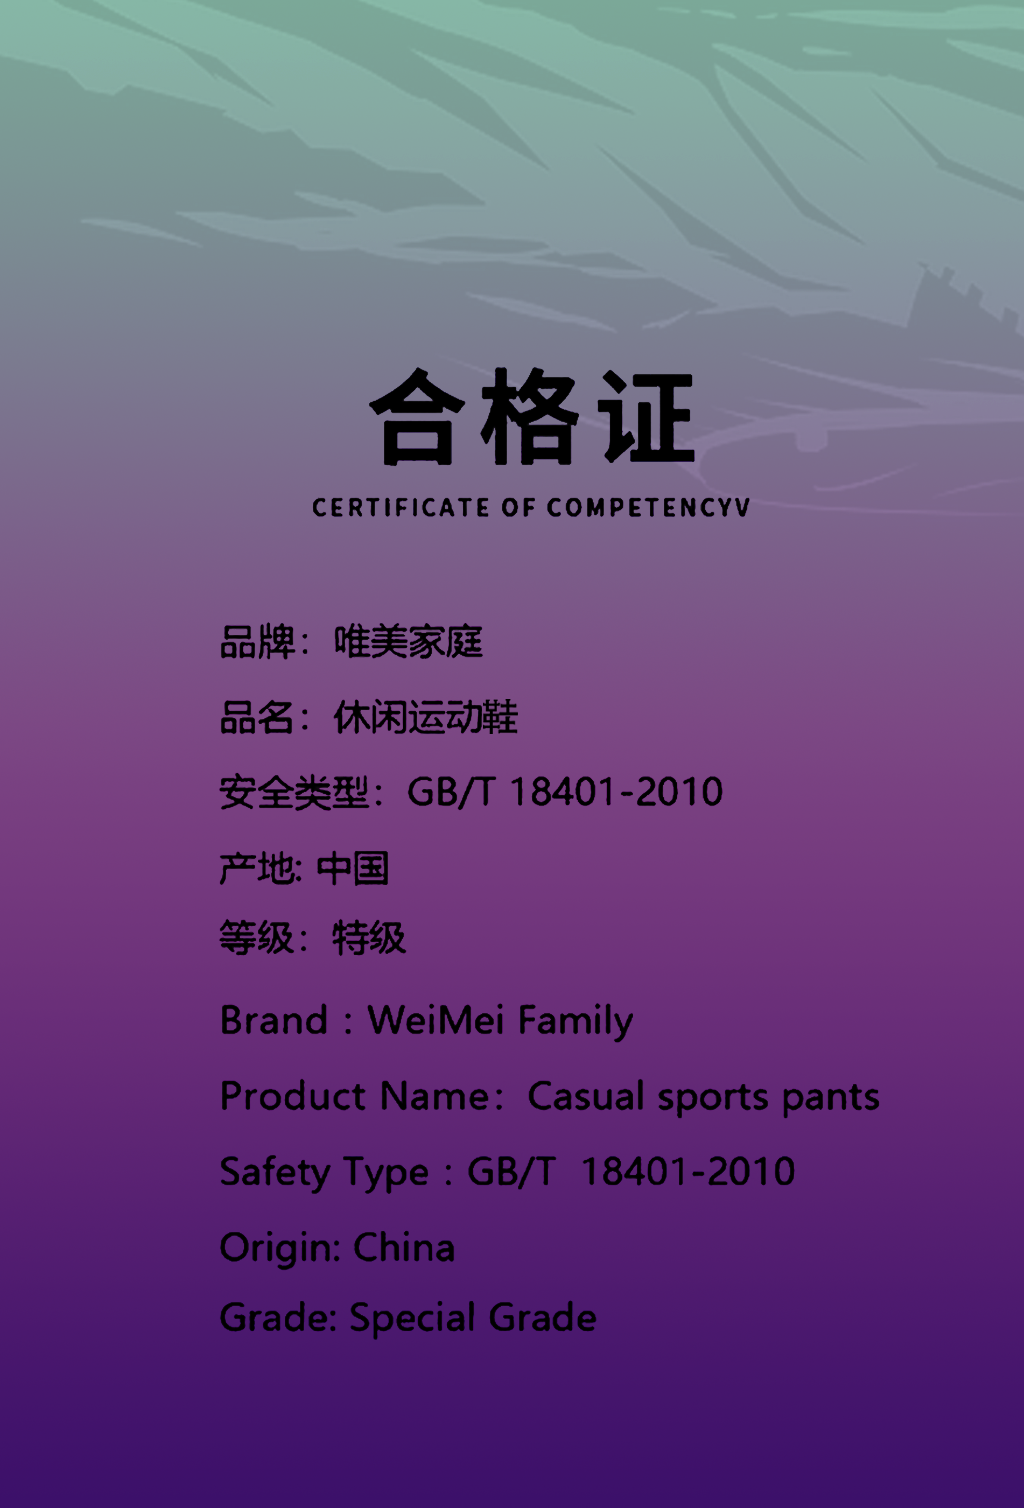 合格证
CERTIFICATE OF COMPETENCYV
品牌：唯美家庭
品名：休闲运动鞋
安全类型：GB/T 18401-2010
产地: 中国
等级：特级
Brand：WeiMei Family
Product Name：Casual sports pants
Safety Type：GB/T  18401-2010
Origin: China
Grade: Special Grade